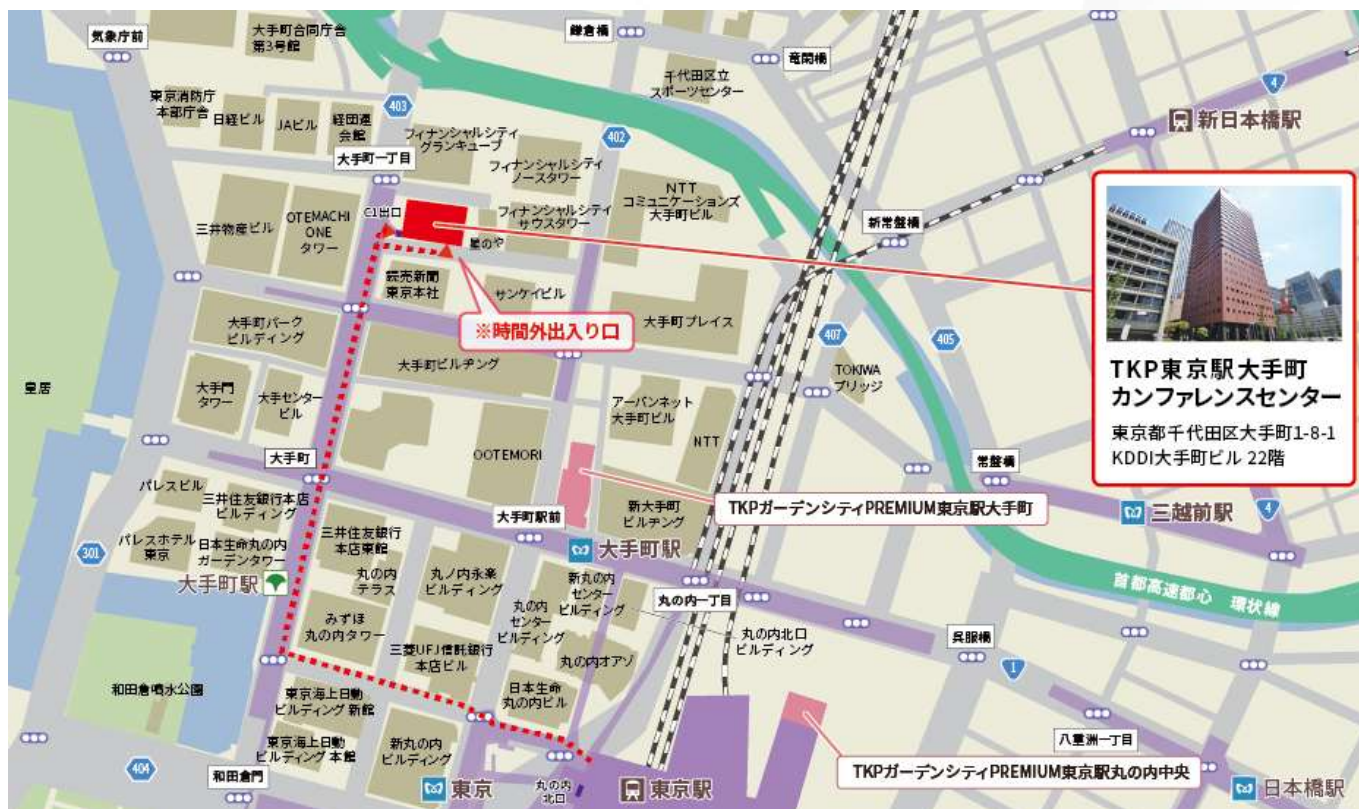 気象庁前
大手町合同庁舎
第3号館
鎌倉橋
竜閑橋
千代田区立
スポーツセンター
4
新日本橋駅
東京消防庁
本部庁舎
日経ビル
JAビル
経団連
会館
403
フィナンシャルシティ
グランキューブ
402
大手町一丁目
フィナンシャルシティ
ノースタワー
NTT
コミュニケーションズ
大手町ビル
三井物産ビル
OTEMACHI
ONE
タワー
C1出口
フィナンシャルシティ
サウスタワー
星のや
新常盤橋
読売新聞
東京本社
サンケイビル
※時間外出入り口
大手町パーク
ビルディング
大手町プレイス
407
405
大手町ビルヂング
TOKIWA
ブリッジ
TKP東京駅大手町
カンファレンスセンター
東京都千代田区大手町1-8-1
KDDI大手町ビル 22階
皇居
大手門
タワー
大手センター
ビル
アーバンネット
大手町ビル
NTT
大手町
OOTEMORI
常盤橋
パレスビル
三井住友銀行本店
ビルディング
大手町駅前
新大手町
ビルヂング
TKPガーデンシティPREMIUM東京駅大手町
三越前駅
4
301
パレスホテル
東京
日本生命丸の内
ガーデンタワー
三井住友銀行
本店東館
大手町駅
大手町駅
丸の内
テラス
丸ノ内永楽
ビルディング
新丸の内
センター
ビルディング
丸の内一丁目
首都高速都心 環状線
みずほ
丸の内タワー
丸の内
センター
ビルディング
丸の内北口
ビルディング
呉服橋
三菱UFJ信託銀行
本店ビル
丸の内オアゾ
1
和田倉噴水公園
東京海上日動
ビルディング 新館
日本生命
丸の内ビル
東京海上日動
ビルディング 本館
新丸の内
ビルディング
八重洲一丁目
404
和田倉門
東京
丸の内
北口
東京駅
TKPガーデンシティPREMIUM東京駅丸の内中央
日本橋駅